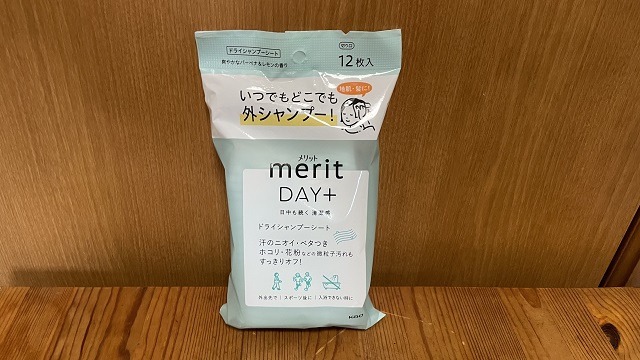 ドライシャンプーシート
爽やかなバーベナ&レモンの香り
切り口
12枚入
いつでもどこでも
外シャンプー!
地肌・髪に!
メリット
merit
DAY+
日中も続く 清潔感
ドライシャンプーシート
汗のニオイ・ベタつき
ホコリ・花粉などの微粒子汚れも
すっきりオフ!
外出先で | スポーツ後に | 入浴できない時に
Kao